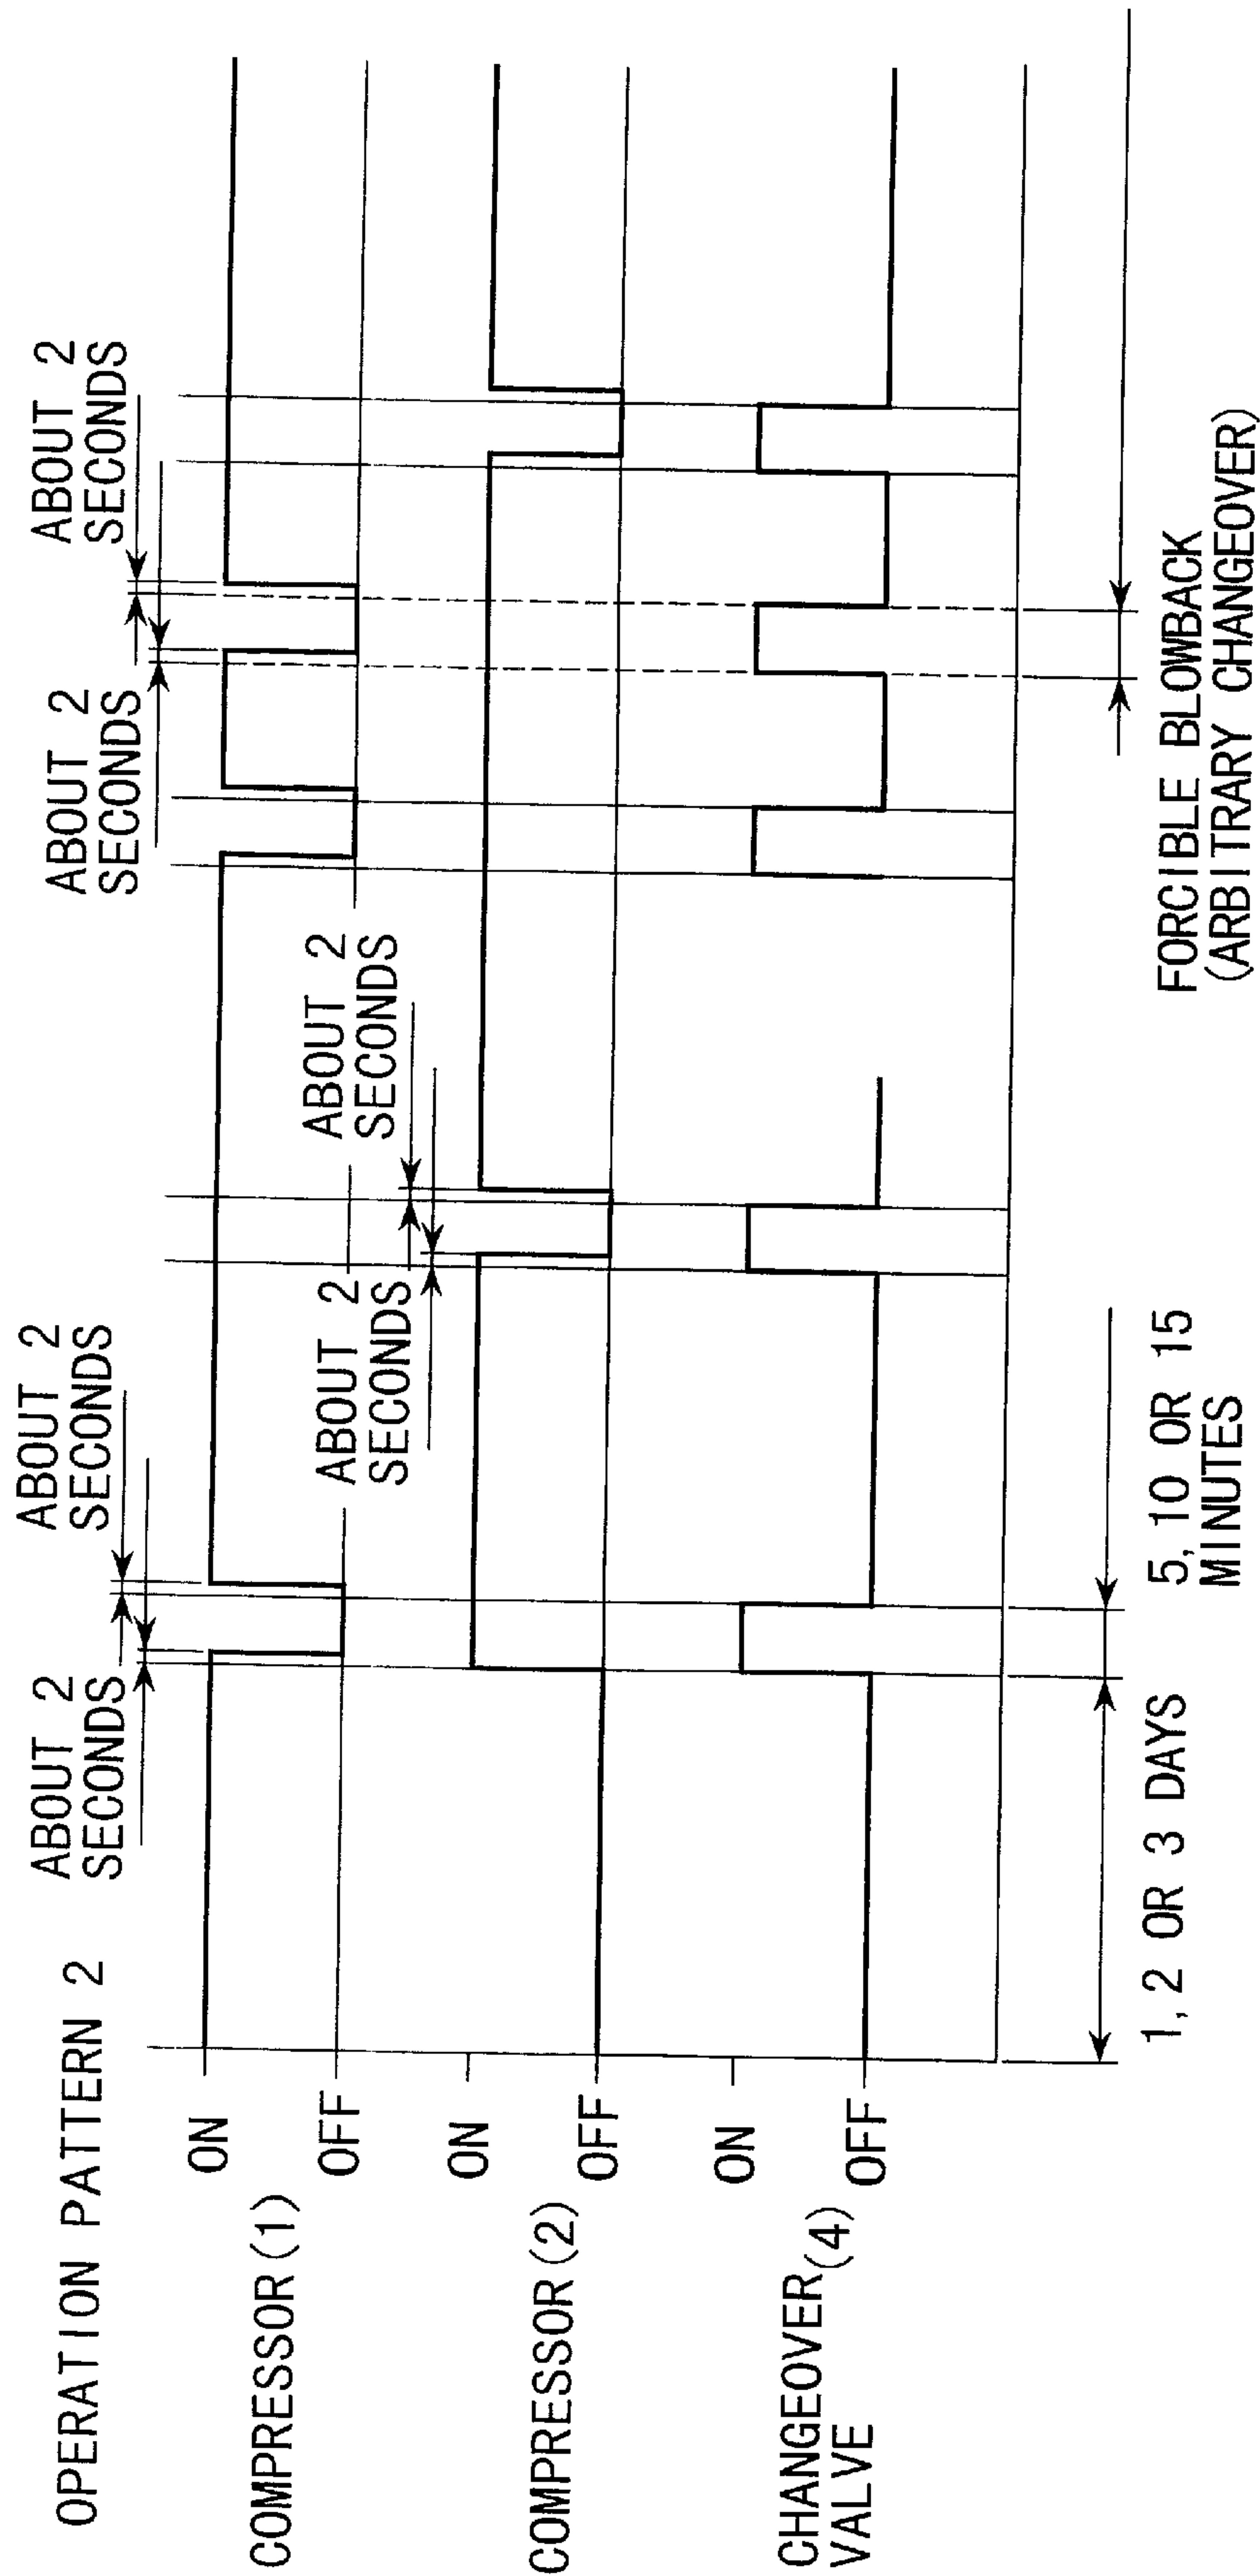 OPERATION PATTERN 2
ABOUT 2
SECONDS
ABOUT 2
SECONDS
ABOUT 2
SECONDS
ABOUT 2
SECONDS
COMPRESSOR(1)
ON
OFF
ABOUT 2
SECONDS
ABOUT 2
SECONDS
COMPRESSOR(2)
ON
OFF
CHANGEOVER(4)
VALVE
ON
OFF
1, 2 OR 3 DAYS
5, 10 OR 15
MINUTES
FORCIBLE BLOWBACK
(ARBITRARY CHANGEOVER)